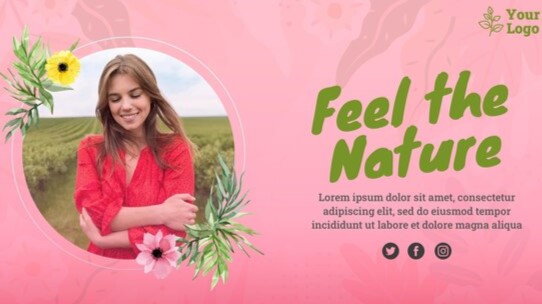 Your
Logo
Feel the
Nature
Lorem ipsum dolor sit amet, consectetur
adipiscing elit, sed do eiusmod tempor
incididunt ut labore et dolore magna aliqua